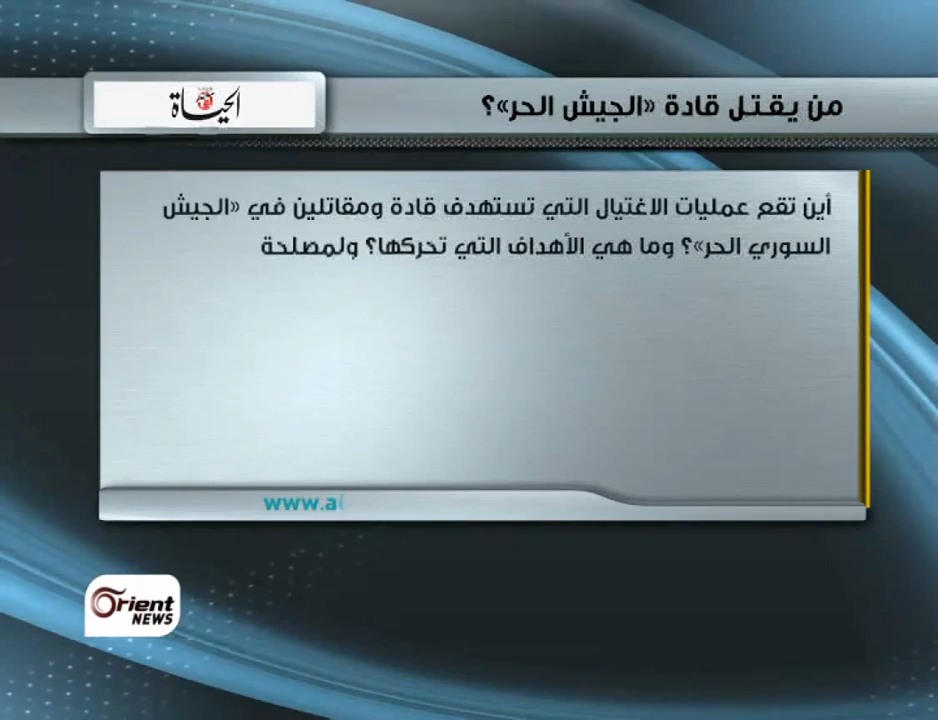 من يقتل قادة «الجيش الحر»؟
الحياة
أين تقع عمليات الاغتيال التي تستهدف قادة ومقاتلين في «الجيش
السوري الحر»؟ وما هي الأهداف التي تحركها؟ ولمصلحة
www.a
Orient
NEWS